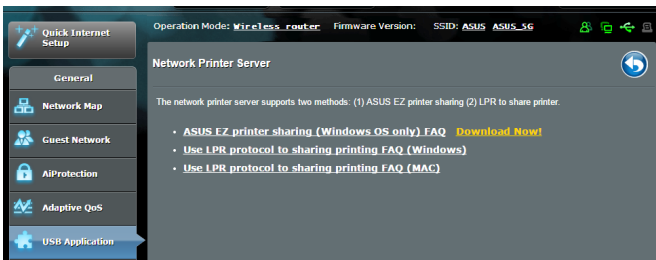 Quick Internet
Setup
Operation Mode: Wireless router Firmware Version: SSID: ASUS ASUS_5G
General
Network Map
Guest Network
AiProtection
Adaptive QoS
USB Application
Network Printer Server
The network printer server supports two methods: (1) ASUS EZ printer sharing (2) LPR to share printer.
• ASUS EZ printer sharing (Windows OS only) FAQ Download Now!
• Use LPR protocol to sharing printing FAQ (Windows)
• Use LPR protocol to sharing printing FAQ (MAC)